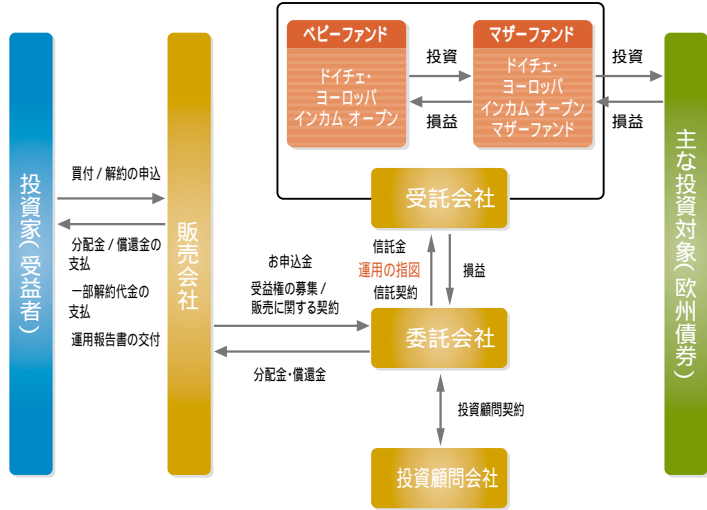 ベビーファンド
ドイチェ・
ヨーロッパ
インカム オープン
投資
損益
マザーファンド
ドイチェ・
ヨーロッパ
インカム オープン
マザーファンド
投資
損益
投資家(受益者)
買付 / 解約の申込
分配金 / 償還金の
支払
一部解約代金の
支払
運用報告書の交付
販売会社
お申込金
受益権の募集 /
販売に関する契約
分配金・償還金
受託会社
信託金
運用の指図
信託契約
損益
委託会社
投資顧問契約
投資顧問会社
主な投資対象(欧州債券)